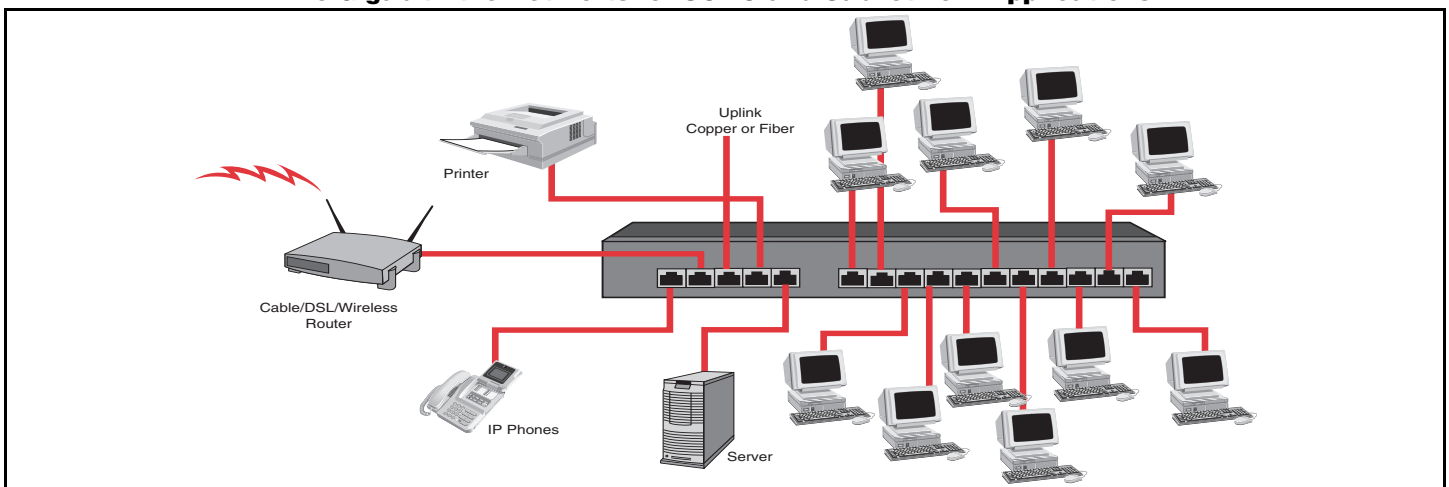 Uplink
Copper or Fiber
Printer
Cable/DSL/Wireless
Router
IP Phones
Server